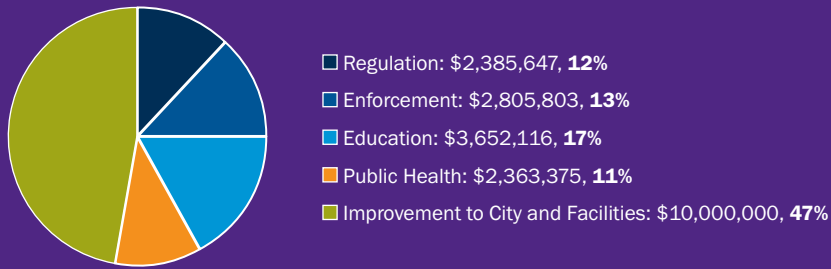 Regulation: $2,385,647, 12%
Enforcement: $2,805,803, 13%
Education: $3,652,116, 17%
Public Health: $2,363,375, 11%
Improvement to City and Facilities: $10,000,000, 47%